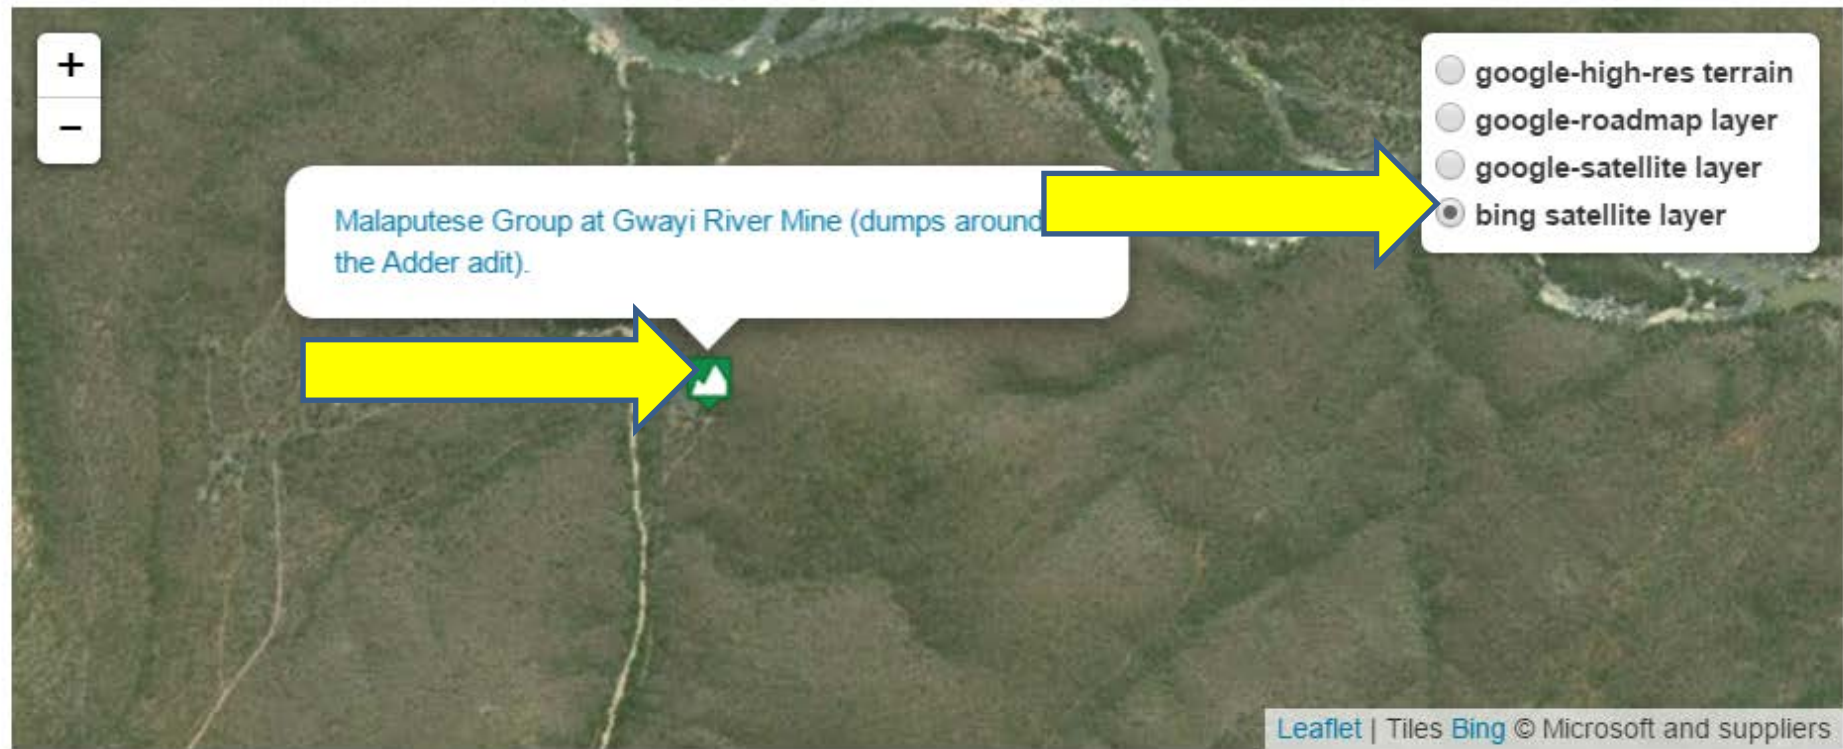 +
−
google-high-res terrain
google-roadmap layer
google-satellite layer
bing satellite layer
Malaputese Group at Gwayi River Mine (dumps around
the Adder adit).
Leaflet | Tiles Bing © Microsoft and suppliers